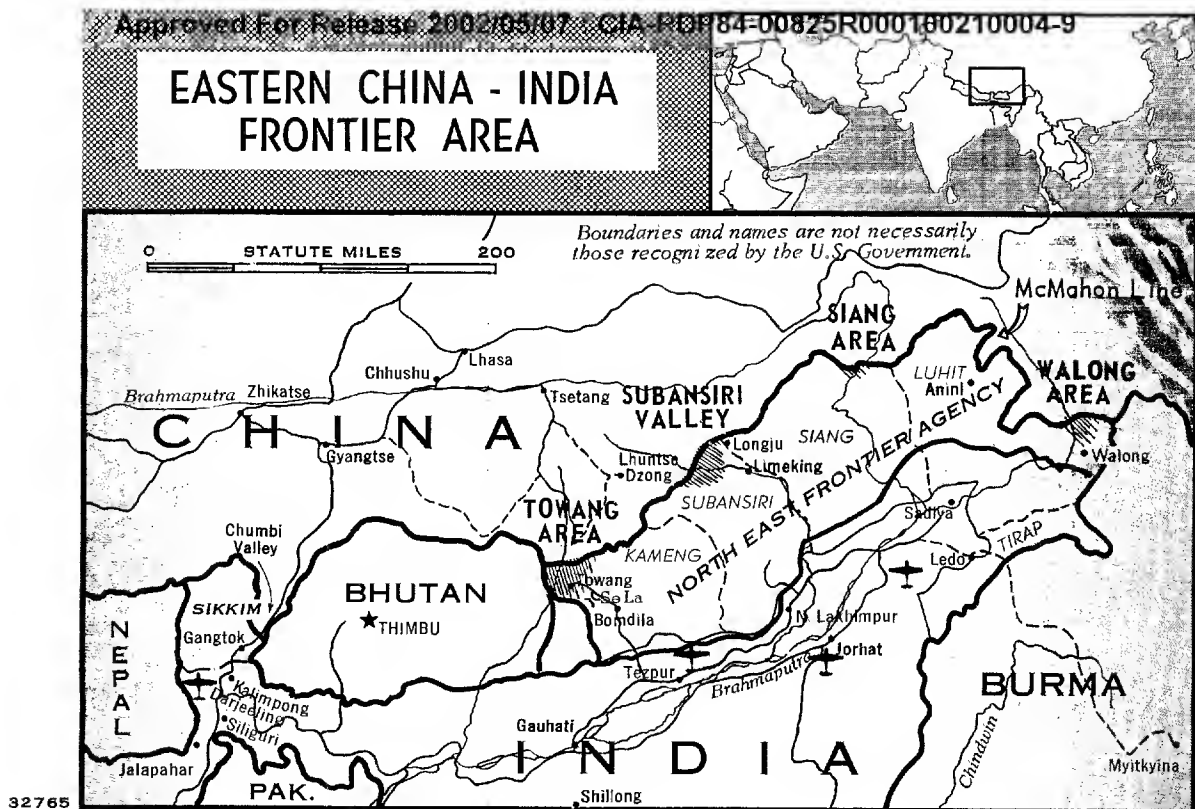 Approved For Release 2002/05/07 : CIA-RDP84-00825R000100210004-9
EASTERN CHINA - INDIA
FRONTIER AREA
0 STATUTE MILES 200
Boundaries and names are not necessarily
those recognized by the U.S. Government.
McMahon Line
SIANG
AREA
Lhasa
Chhushu
LUHIT
Aninl
WALONG
AREA
Brahmaputra
Zhikatse
Tsetang
SUBANSIRI
VALLEY
CHINA
Gyangtse
Longju
SIANG
Walong
Lhuntse
Dzong
Limeking
NORTH EAST FRONTIER AGENCY
TOWANG
AREA
SUBANSIRI
Sadiya
Chumbi
Valley
KAMENG
TIRAP
Ledo
Towang
Se La
BHUTAN
THIMBU
Bomdila
N. Lakhimpur
SIKKIM
Gangtok
NEPAL
Jorhat
Tezpur
Brahmaputra
BURMA
Kalimpong
Darjeeling
Siliguri
Gauhati
INDIA
Chindwin
Jalapahar
Myitkyina
PAK.
Shillong
32765